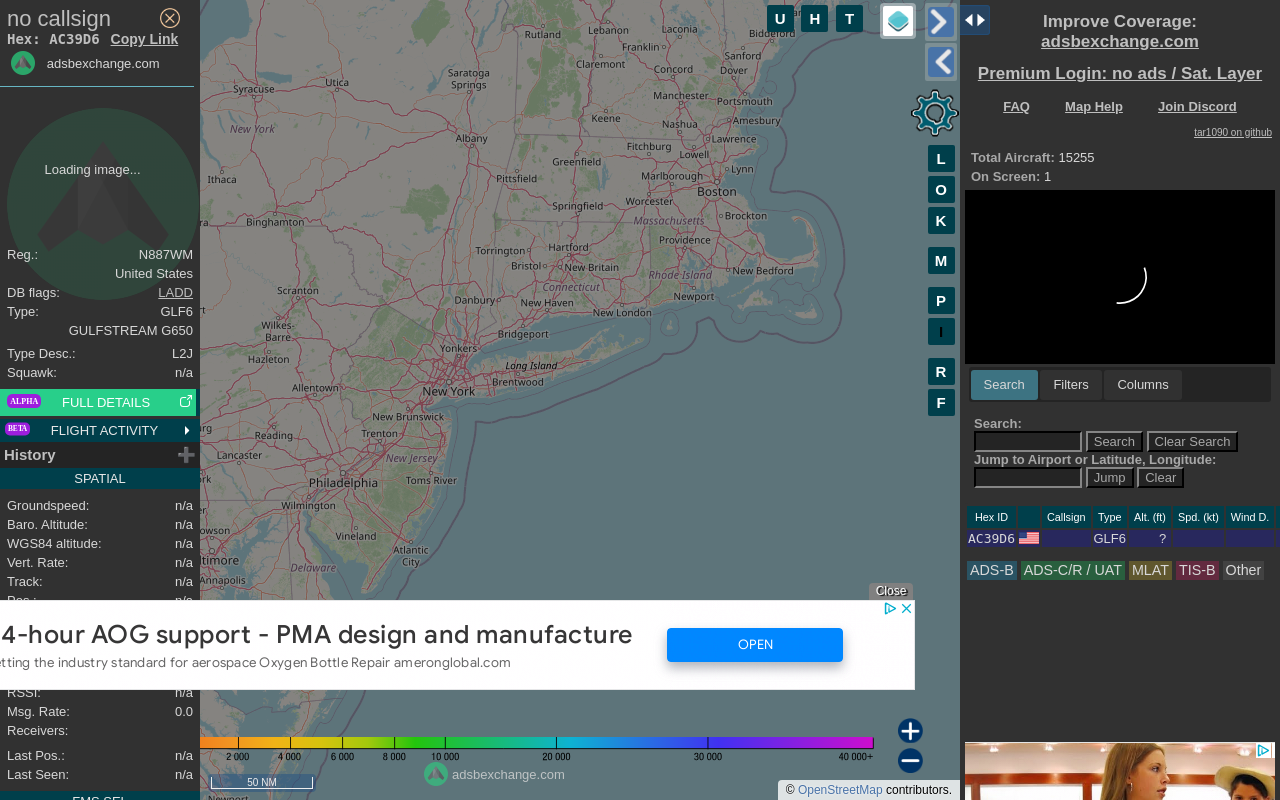 no callsign
Hex: AC39D6 Copy Link
adsbexchange.com
Loading image...
Reg.: N887WM
United States
DB flags: LADD
Type: GLF6
GULFSTREAM G650
Type Desc.: L2J
Squawk: n/a
ALPHA FULL DETAILS
BETA FLIGHT ACTIVITY
History
SPATIAL
Groundspeed: n/a
Baro. Altitude: n/a
WGS84 altitude: n/a
Vert. Rate: n/a
Track: n/a
Pos.: n/a
RSSI: n/a
Msg. Rate: 0.0
Receivers:
Last Pos.: n/a
Last Seen: n/a
FMS SEL
Close
4-hour AOG support - PMA design and manufacture
etting the industry standard for aerospace Oxygen Bottle Repair ameronglobal.com
OPEN
U H T
L
O
K
M
P
I
R
F
Rutland
Lebanon
Laconia
Biddeford
Franklin
Sanford
Claremont
Concord
Dover
Saratoga
Springs
Utica
Syracuse
Manchester
Portsmouth
Keene
Nashua
Amesbury
New York
Albany
Lawrence
Fitchburg
Greenfield
Lowell
Lynn
Ithaca
Pittsfield
Marlborough
Boston
Worcester
Springfield
Binghamton
Massachusetts
Brockton
Providence
Hartford
Torrington
Bristol
New Britain
New Bedford
Rhode Island
Connecticut
Scranton
Danbury
New Haven
Newport
New London
Wilkes-
Barre
Bridgeport
Yonkers
Hazleton
Long Island
Allentown
Brentwood
New York
New Brunswick
Reading
Trenton
Lancaster
New Jersey
Philadelphia
Toms River
Wilmington
Vineland
Atlantic
City
Annapolis
Delaware
2 000 4 000 6 000 8 000 10 000 20 000 30 000 40 000+
50 NM
adsbexchange.com
© OpenStreetMap contributors.
Improve Coverage:
adsbexchange.com
Premium Login: no ads / Sat. Layer
FAQ Map Help Join Discord
tar1090 on github
Total Aircraft: 15255
On Screen: 1
Search Filters Columns
Search:
Search Clear Search
Jump to Airport or Latitude, Longitude:
Jump Clear
Hex ID Callsign Type Alt. (ft) Spd. (kt) Wind D.
AC39D6 GLF6 ?
ADS-B ADS-C/R / UAT MLAT TIS-B Other